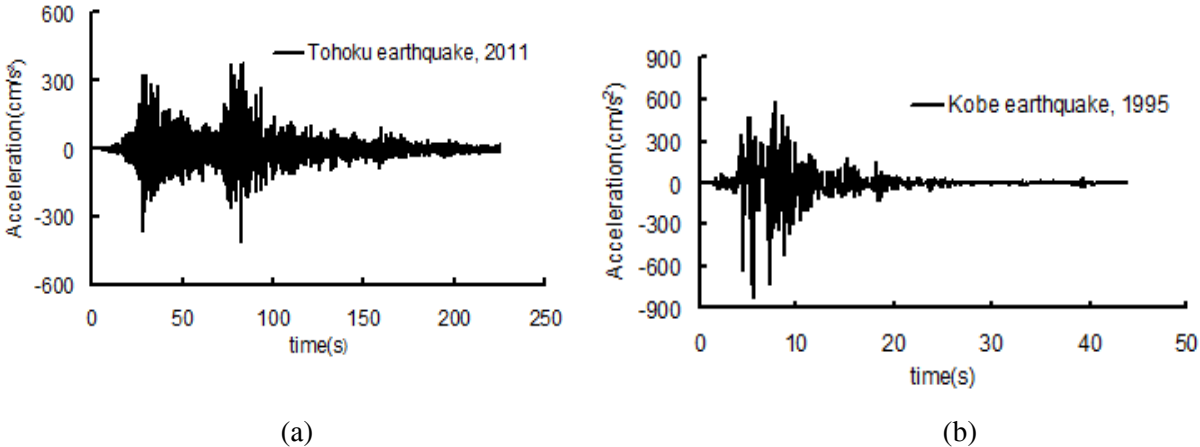 600
300
0
-300
-600
Acceleration(cm/s²)
Tohoku earthquake, 2011
0 50 100 150 200 250
time(s)
(a)
900
600
300
0
-300
-600
-900
Acceleration(cm/s²)
Kobe earthquake, 1995
0 10 20 30 40 50
time(s)
(b)